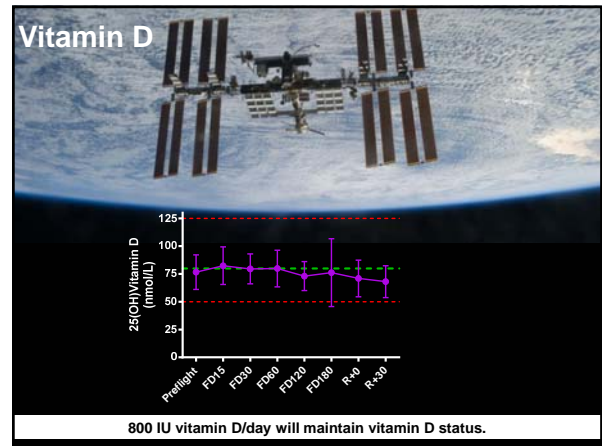 Vitamin D
125
100
75
50
25
0
25(OH)Vitamin D
(nmol/L)
Preflight
FD15
FD30
FD60
FD120
FD180
R+0
R+30
800 IU vitamin D/day will maintain vitamin D status.